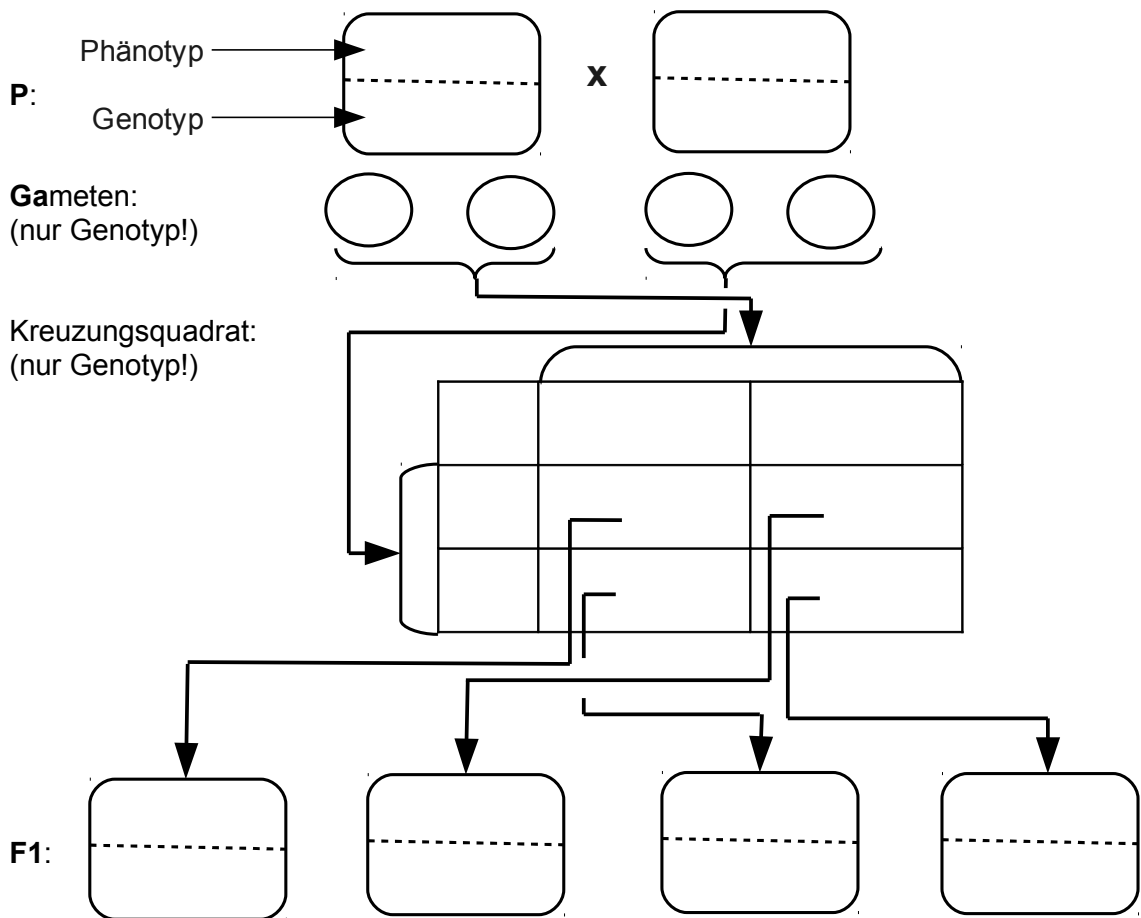 Phänotyp
x
P:
Genotyp
Gameten:
(nur Genotyp!)
Kreuzungsquadrat:
(nur Genotyp!)
F1: